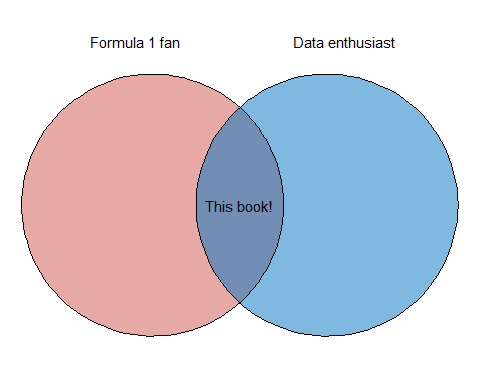 Formula 1 fan
Data enthusiast
This book!